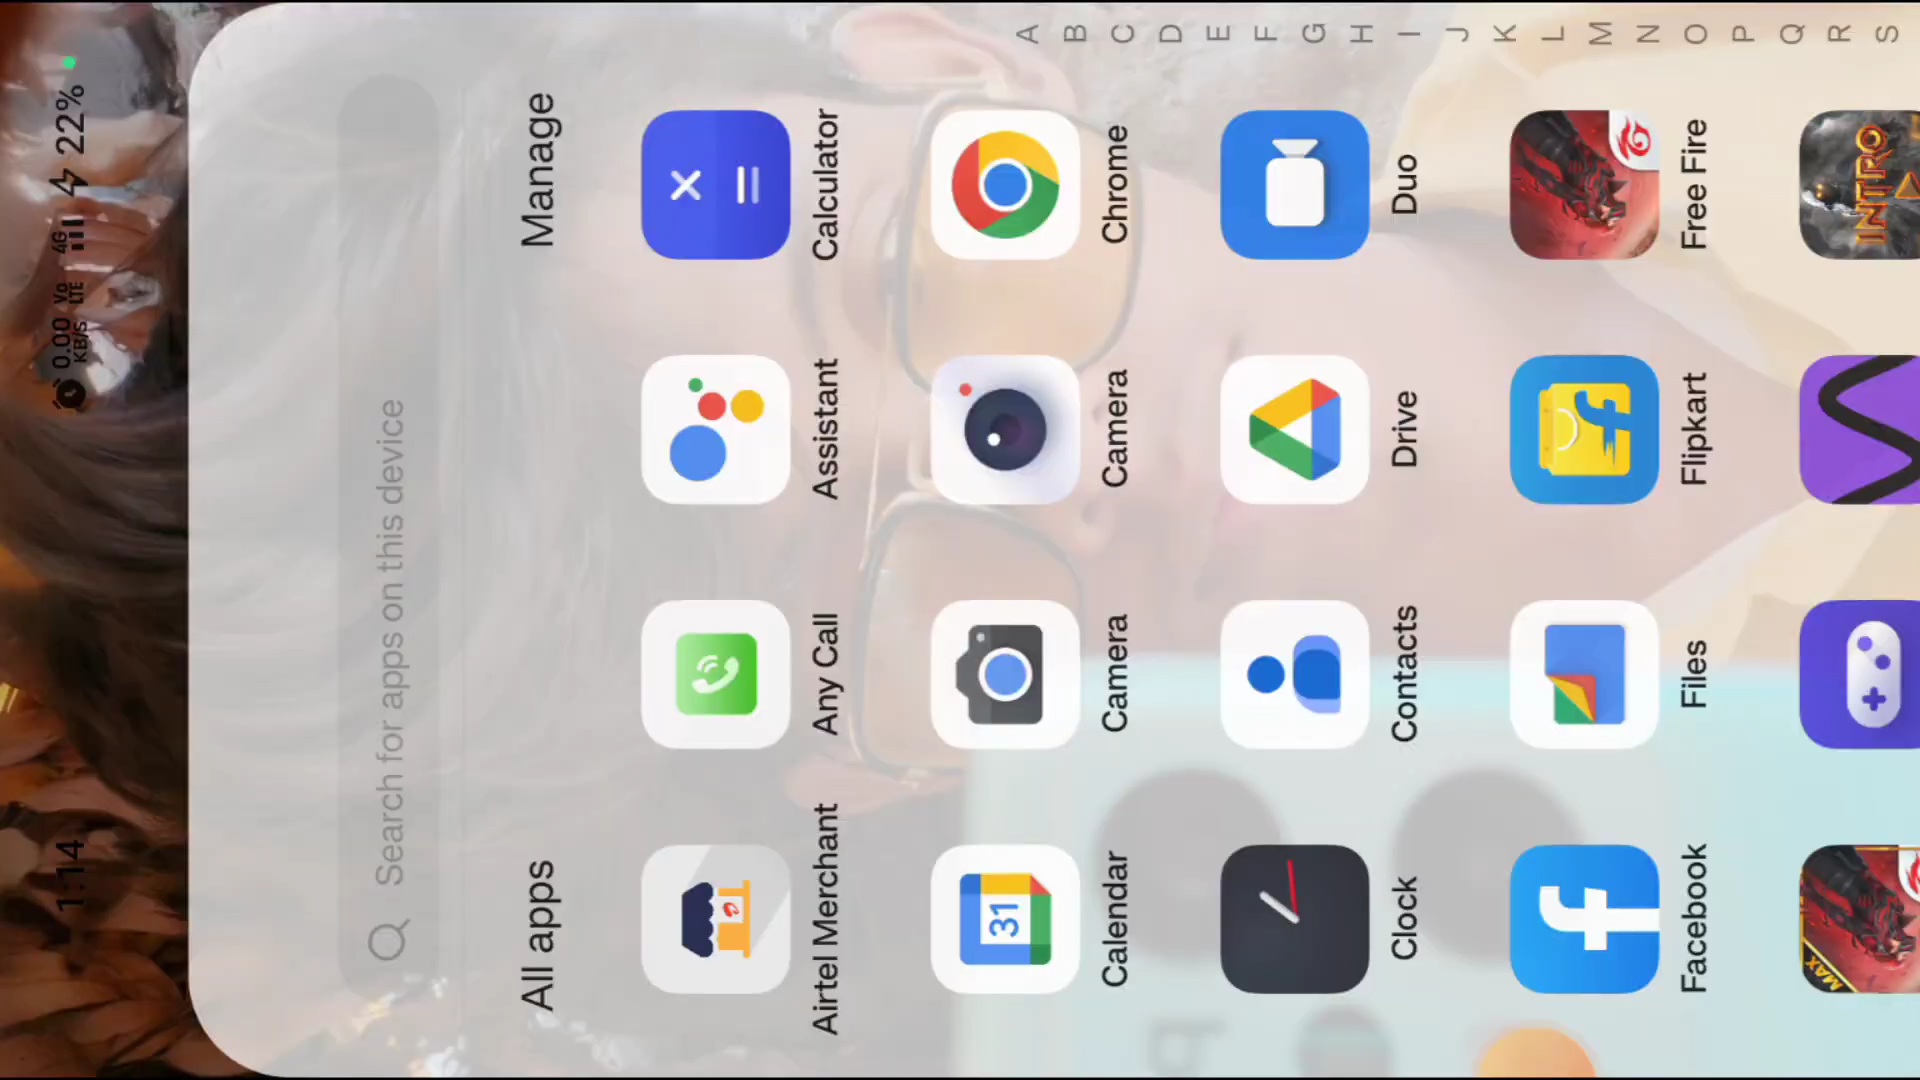 1:14
0.00
KB/S
Vo
LTE
4G
22%
Search for apps on this device
All apps
Manage
Airtel Merchant
Any Call
Assistant
Calculator
31
Calendar
Camera
Camera
Chrome
Clock
Contacts
Drive
Duo
Facebook
Files
Flipkart
Free Fire
MAX
INTRO
A
B
C
D
E
F
G
H
I
J
K
L
M
N
O
P
Q
R
S